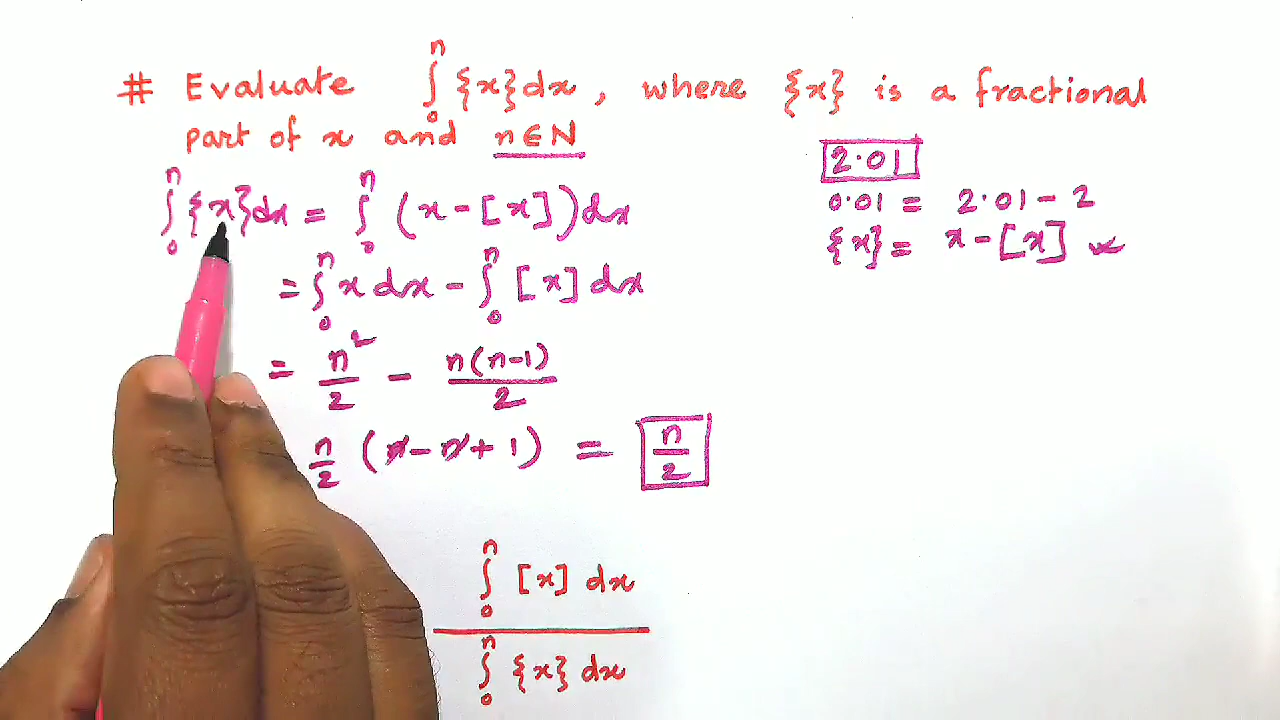 # Evaluate ∫₀ⁿ {x}dx, where {x} is a fractional
part of x and n∈N
2.01
∫₀ⁿ {x}dx = ∫₀ⁿ (x-[x])dx
0.01 = 2.01-2
{x} = x-[x]
= ∫₀ⁿ x dx - ∫₀ⁿ [x] dx
= n²/2 - n(n-1)/2
n/2 (n-n+1) = n/2
∫₀ⁿ [x] dx
∫₀ⁿ {x} dx